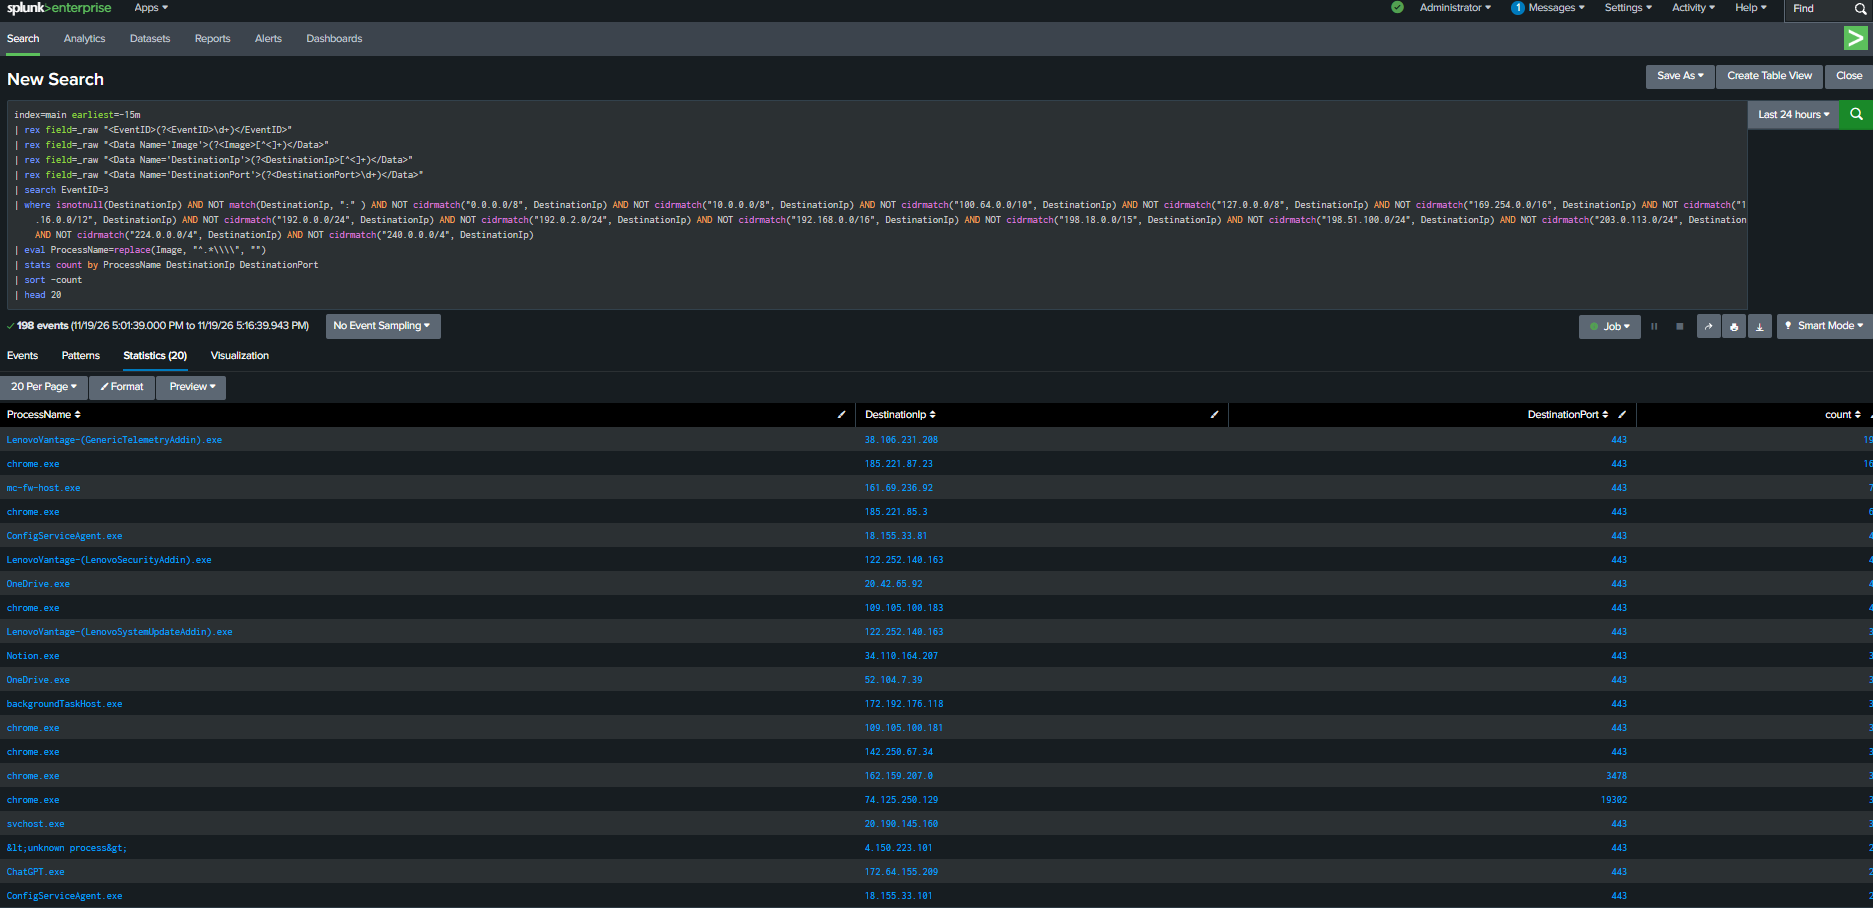 splunk>enterprise Apps Administrator 1 Messages Settings Activity Help Find
Search Analytics Datasets Reports Alerts Dashboards
New Search
Save As Create Table View Close
index=main earliest=-15m
| rex field=_raw "<EventID>(?<EventID>\d+)</EventID>"
| rex field=_raw "<Data Name='Image'>(?<Image>[^<]+)</Data>"
| rex field=_raw "<Data Name='DestinationIp'>(?<DestinationIp>[^<]+)</Data>"
| rex field=_raw "<Data Name='DestinationPort'>(?<DestinationPort>\d+)</Data>"
| search EventID=3
| where isnotnull(DestinationIp) AND NOT match(DestinationIp, ":" ) AND NOT cidrmatch("0.0.0.0/8", DestinationIp) AND NOT cidrmatch("10.0.0.0/8", DestinationIp) AND NOT cidrmatch("100.64.0.0/10", DestinationIp) AND NOT cidrmatch("127.0.0.0/8", DestinationIp) AND NOT cidrmatch("169.254.0.0/16", DestinationIp) AND NOT cidrmatch("1
.16.0.0/12", DestinationIp) AND NOT cidrmatch("192.0.0.0/24", DestinationIp) AND NOT cidrmatch("192.0.2.0/24", DestinationIp) AND NOT cidrmatch("192.168.0.0/16", DestinationIp) AND NOT cidrmatch("198.18.0.0/15", DestinationIp) AND NOT cidrmatch("198.51.100.0/24", DestinationIp) AND NOT cidrmatch("203.0.113.0/24", Destination
AND NOT cidrmatch("224.0.0.0/4", DestinationIp) AND NOT cidrmatch("240.0.0.0/4", DestinationIp)
| eval ProcessName=replace(Image, "^.*\\\\", "")
| stats count by ProcessName DestinationIp DestinationPort
| sort -count
| head 20
Last 24 hours
198 events (11/19/26 5:01:39.000 PM to 11/19/26 5:16:39.943 PM) No Event Sampling Job Smart Mode
Events Patterns Statistics (20) Visualization
20 Per Page Format Preview
ProcessName DestinationIp DestinationPort count
LenovoVantage-(GenericTelemetryAddin).exe 38.106.231.208 443 19
chrome.exe 185.221.87.23 443 16
mc-fw-host.exe 161.69.236.92 443 7
chrome.exe 185.221.85.3 443 6
ConfigServiceAgent.exe 18.155.33.81 443 4
LenovoVantage-(LenovoSecurityAddin).exe 122.252.140.163 443 4
OneDrive.exe 20.42.65.92 443 4
chrome.exe 109.105.100.183 443 4
LenovoVantage-(LenovoSystemUpdateAddin).exe 122.252.140.163 443 3
Notion.exe 34.110.164.207 443 3
OneDrive.exe 52.104.7.39 443 3
backgroundTaskHost.exe 172.192.176.118 443 3
chrome.exe 109.105.100.181 443 3
chrome.exe 142.250.67.34 443 3
chrome.exe 162.159.207.0 3478 3
chrome.exe 74.125.250.129 19302 3
svchost.exe 20.190.145.160 443 3
&lt;unknown process&gt; 4.150.223.101 443 2
ChatGPT.exe 172.64.155.209 443 2
ConfigServiceAgent.exe 18.155.33.101 443 2